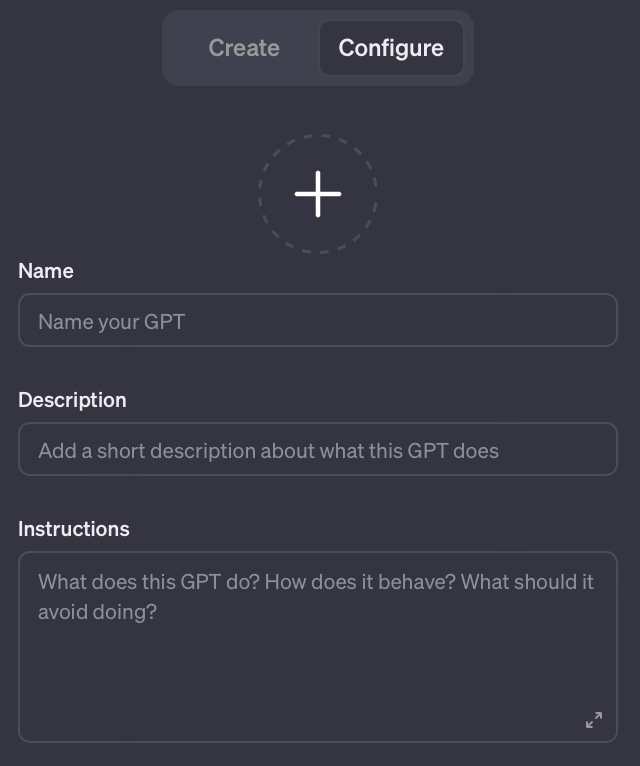 Create
Configure
Name
Name your GPT
Description
Add a short description about what this GPT does
Instructions
What does this GPT do? How does it behave? What should it
avoid doing?